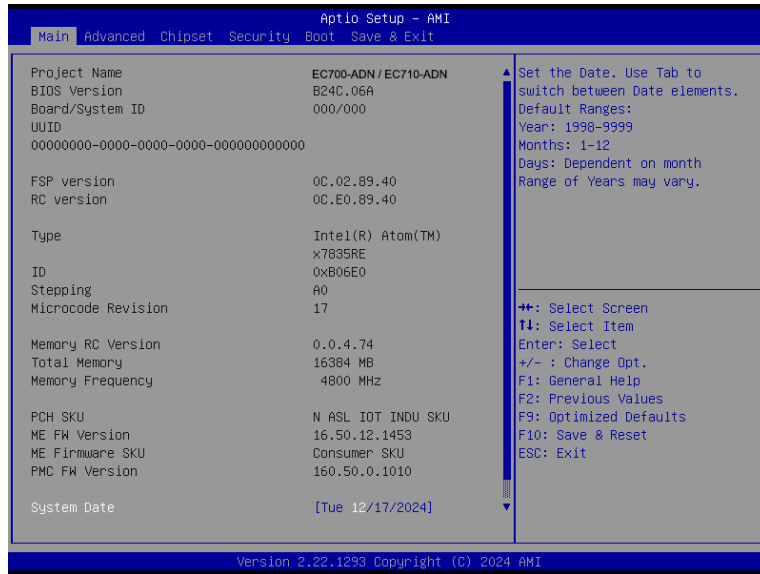 Aptio Setup – AMI
Main Advanced Chipset Security Boot Save & Exit
Project Name EC700-ADN / EC710-ADN
BIOS Version B24C.06A
Board/System ID 000/000
UUID
00000000-0000-0000-0000-000000000000
FSP version 0C.02.89.40
RC version 0C.E0.89.40
Type Intel(R) Atom(TM)
x7835RE
ID 0xB06E0
Stepping A0
Microcode Revision 17
Memory RC Version 0.0.4.74
Total Memory 16384 MB
Memory Frequency 4800 MHz
PCH SKU N ASL IOT INDU SKU
ME FW Version 16.50.12.1453
ME Firmware SKU Consumer SKU
PMC FW Version 160.50.0.1010
System Date [Tue 12/17/2024]
Set the Date. Use Tab to
switch between Date elements.
Default Ranges:
Year: 1998-9999
Months: 1-12
Days: Dependent on month
Range of Years may vary.
→←: Select Screen
↑↓: Select Item
Enter: Select
+/- : Change Opt.
F1: General Help
F2: Previous Values
F9: Optimized Defaults
F10: Save & Reset
ESC: Exit
Version 2.22.1293 Copyright (C) 2024 AMI